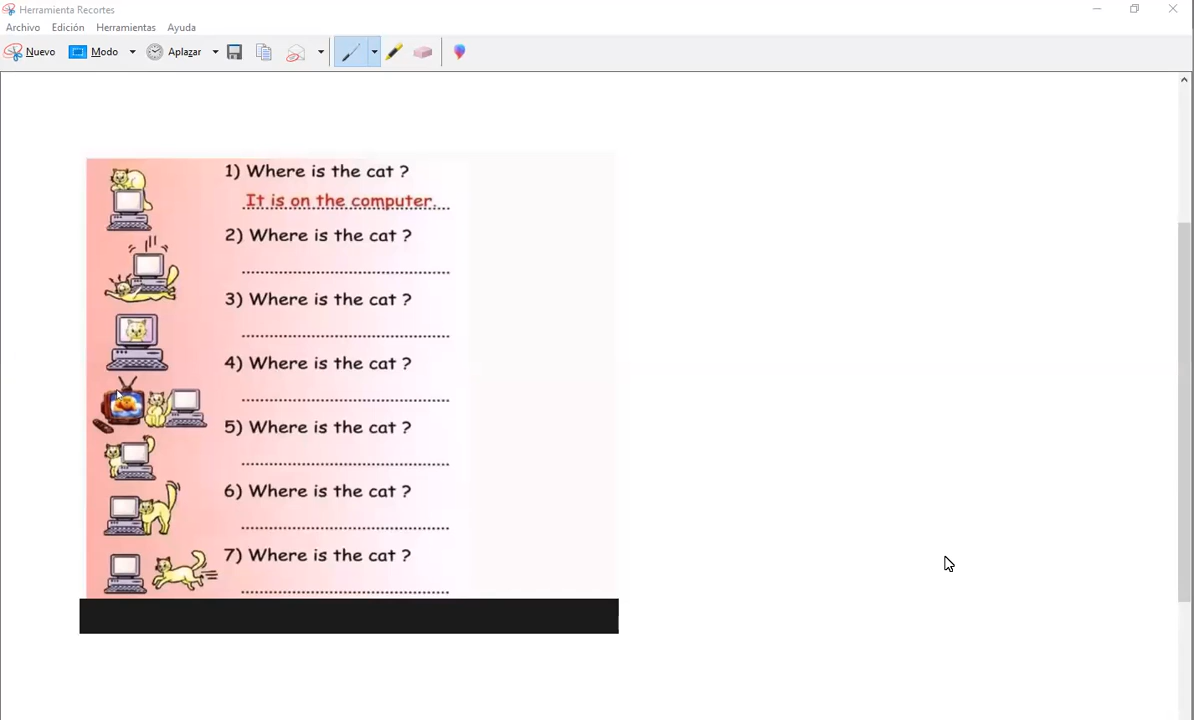 Herramienta Recortes
Archivo Edición Herramientas Ayuda
Nuevo Modo Aplazar
1) Where is the cat ?
It is on the computer.
2) Where is the cat ?
3) Where is the cat ?
4) Where is the cat ?
5) Where is the cat ?
6) Where is the cat ?
7) Where is the cat ?